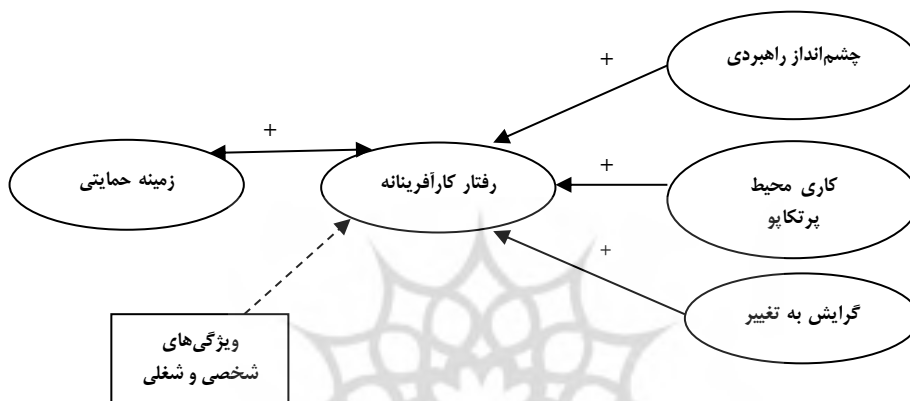 چشم‌انداز راهبردی
+
+
زمینه حمایتی
رفتار کارآفرینانه
+
کاری محیط
پرتکاپو
+
گرایش به تغییر
ویژگی‌های
شخصی و شغلی